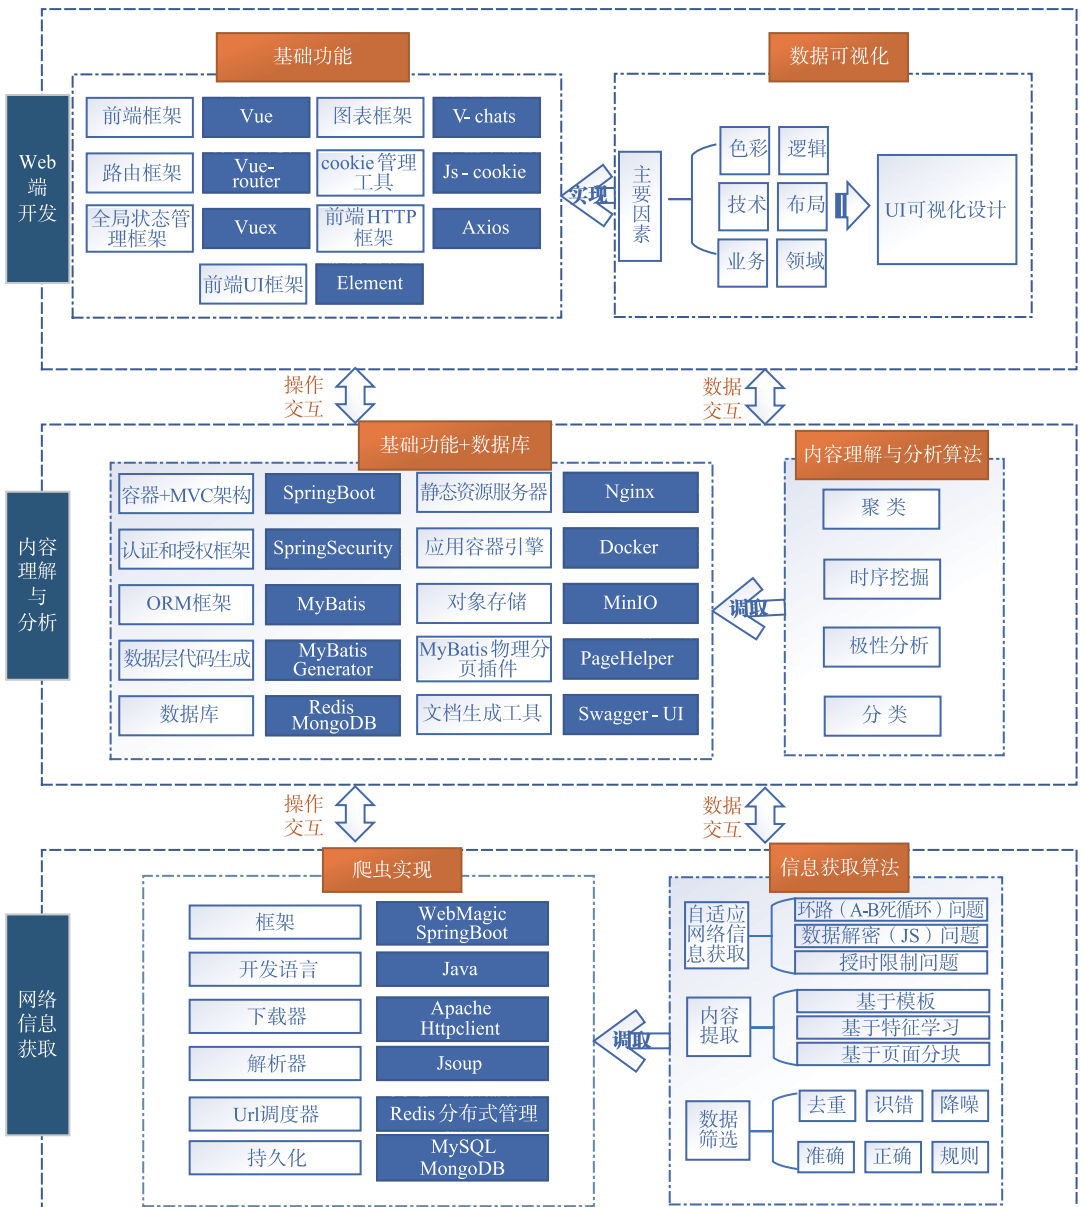 基础功能
数据可视化
Web
端
开发
前端框架
Vue
图表框架
V-chats
路由框架
Vue-
router
cookie管理
工具
Js-cookie
全局状态管
理框架
Vuex
前端HTTP
框架
Axios
前端UI框架
Element
实现
主
要
因
素
色彩
逻辑
技术
布局
业务
领域
UI可视化设计
操作
交互
数据
交互
基础功能+数据库
内容理解与分析算法
内容
理解
与
分析
容器+MVC架构
SpringBoot
静态资源服务器
Nginx
认证和授权框架
SpringSecurity
应用容器引擎
Docker
ORM框架
MyBatis
对象存储
MinIO
数据层代码生成
MyBatis
Generator
MyBatis物理分
页插件
PageHelper
数据库
Redis
MongoDB
文档生成工具
Swagger-UI
调取
聚类
时序挖掘
极性分析
分类
操作
交互
数据
交互
爬虫实现
信息获取算法
网络
信息
获取
框架
WebMagic
SpringBoot
开发语言
Java
下载器
Apache
Httpclient
解析器
Jsoup
Url调度器
Redis分布式管理
持久化
MySQL
MongoDB
调取
自适应
网络信
息获取
环路（A-B死循环）问题
数据解密（JS）问题
授时限制问题
内容
提取
基于模板
基于特征学习
基于页面分块
数据
筛选
去重
识错
降噪
准确
正确
规则